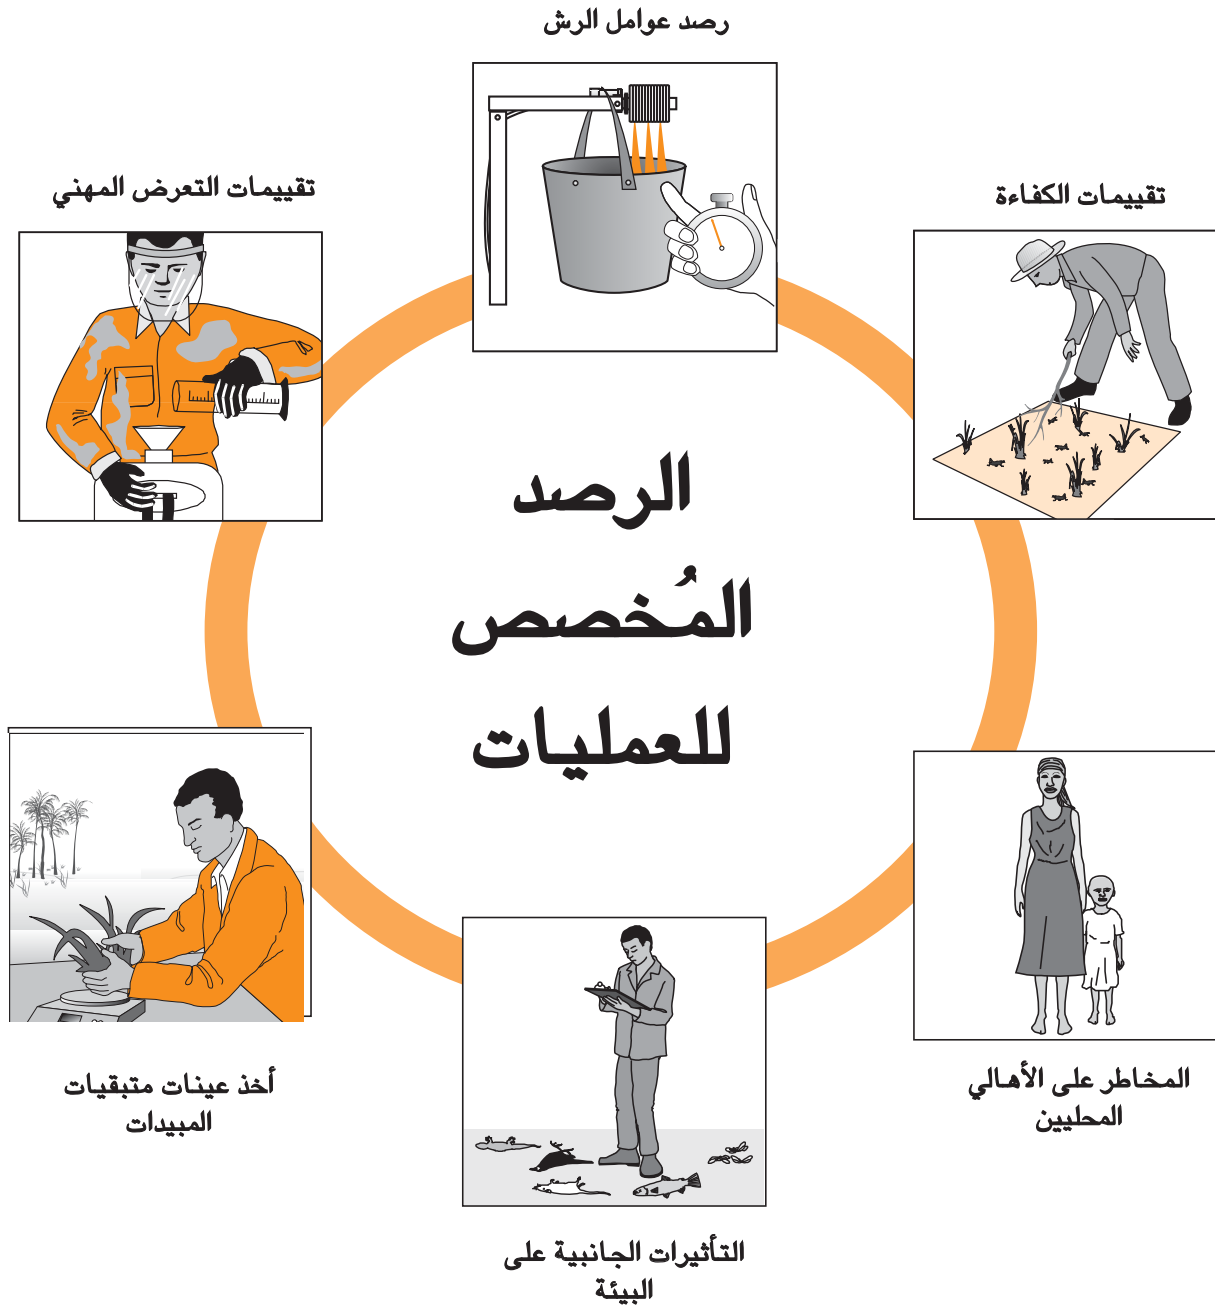 رصد عوامل الرش
تقييمات التعرض المهني
تقييمات الكفاءة
الرصد
المُخصص
للعمليات
أخذ عينات متبقيات
المبيدات
المخاطر على الأهالي
المحليين
التأثيرات الجانبية على
البيئة